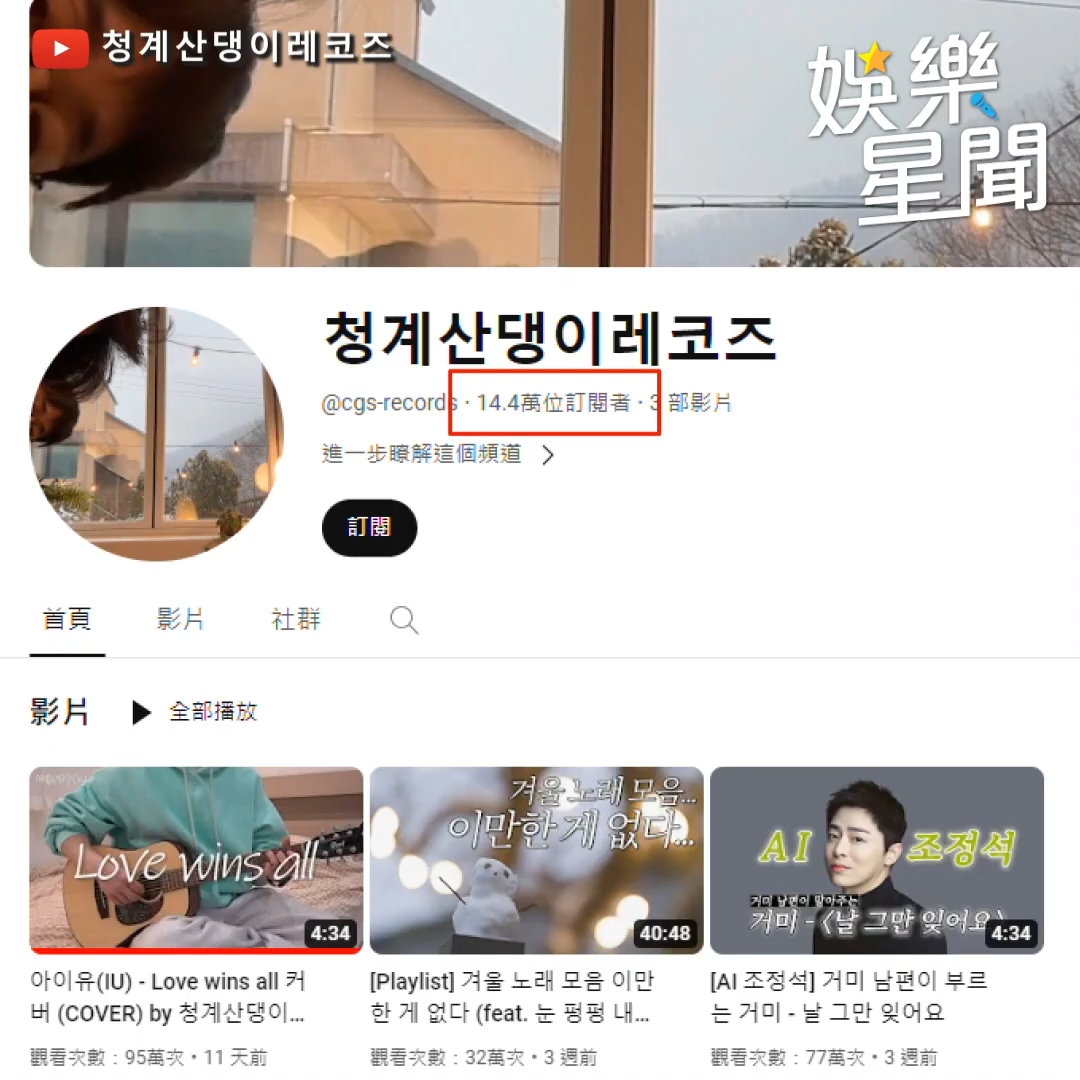 청계산댕이레코즈
娛樂
星聞
청계산댕이레코즈
@cgs-records · 14.4萬位訂閱者 · 3 部影片
進一步瞭解這個頻道
訂閱
首頁 影片 社群
影片 全部播放
Love wins all
4:34
겨울 노래 모음...
이만한 게 없다...
40:48
AI 조정석
거미 남편이 말아주는
거미 - <날 그만 잊어요>
4:34
아이유(IU) - Love wins all 커
버 (COVER) by 청계산댕이...
觀看次數：95萬次 • 11 天前
[Playlist] 겨울 노래 모음 이만
한 게 없다 (feat. 눈 펑펑 내...
觀看次數：32萬次 • 3 週前
[AI 조정석] 거미 남편이 부르
는 거미 - 날 그만 잊어요
觀看次數：77萬次 • 3 週前